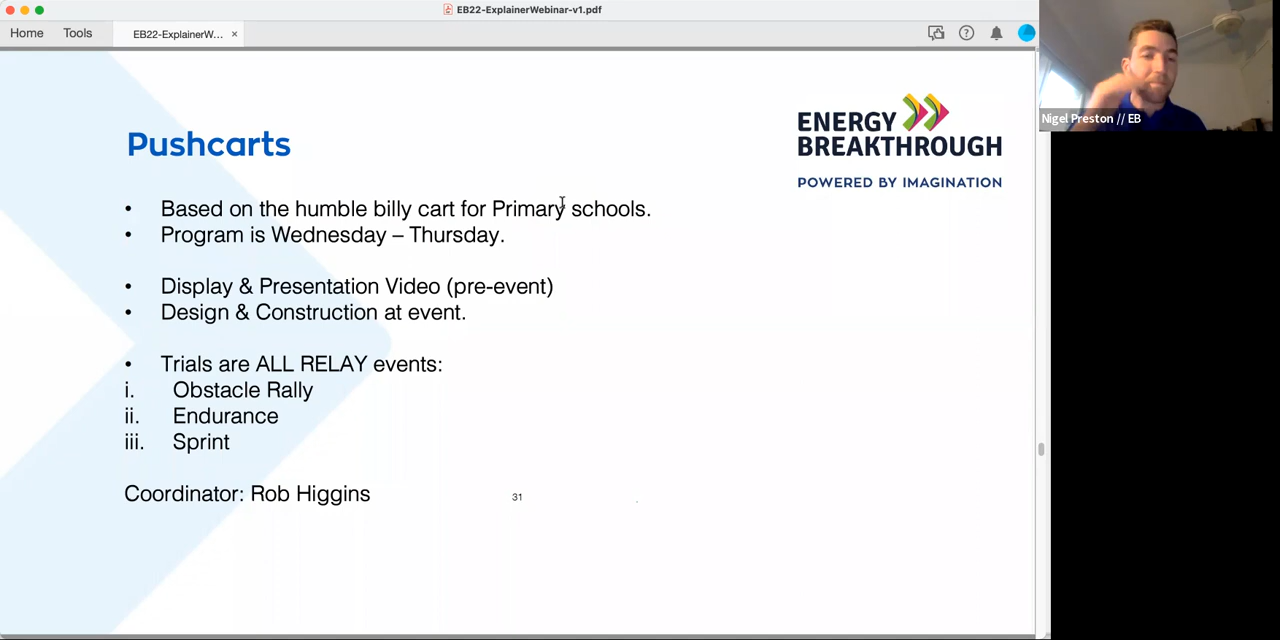 EB22-ExplainerWebinar-v1.pdf
Home
Tools
EB22-ExplainerW... ×
Nigel Preston // EB
ENERGY
BREAKTHROUGH
POWERED BY IMAGINATION
Pushcarts
• Based on the humble billy cart for Primary schools.
• Program is Wednesday – Thursday.
• Display & Presentation Video (pre-event)
• Design & Construction at event.
• Trials are ALL RELAY events:
i. Obstacle Rally
ii. Endurance
iii. Sprint
Coordinator: Rob Higgins
31